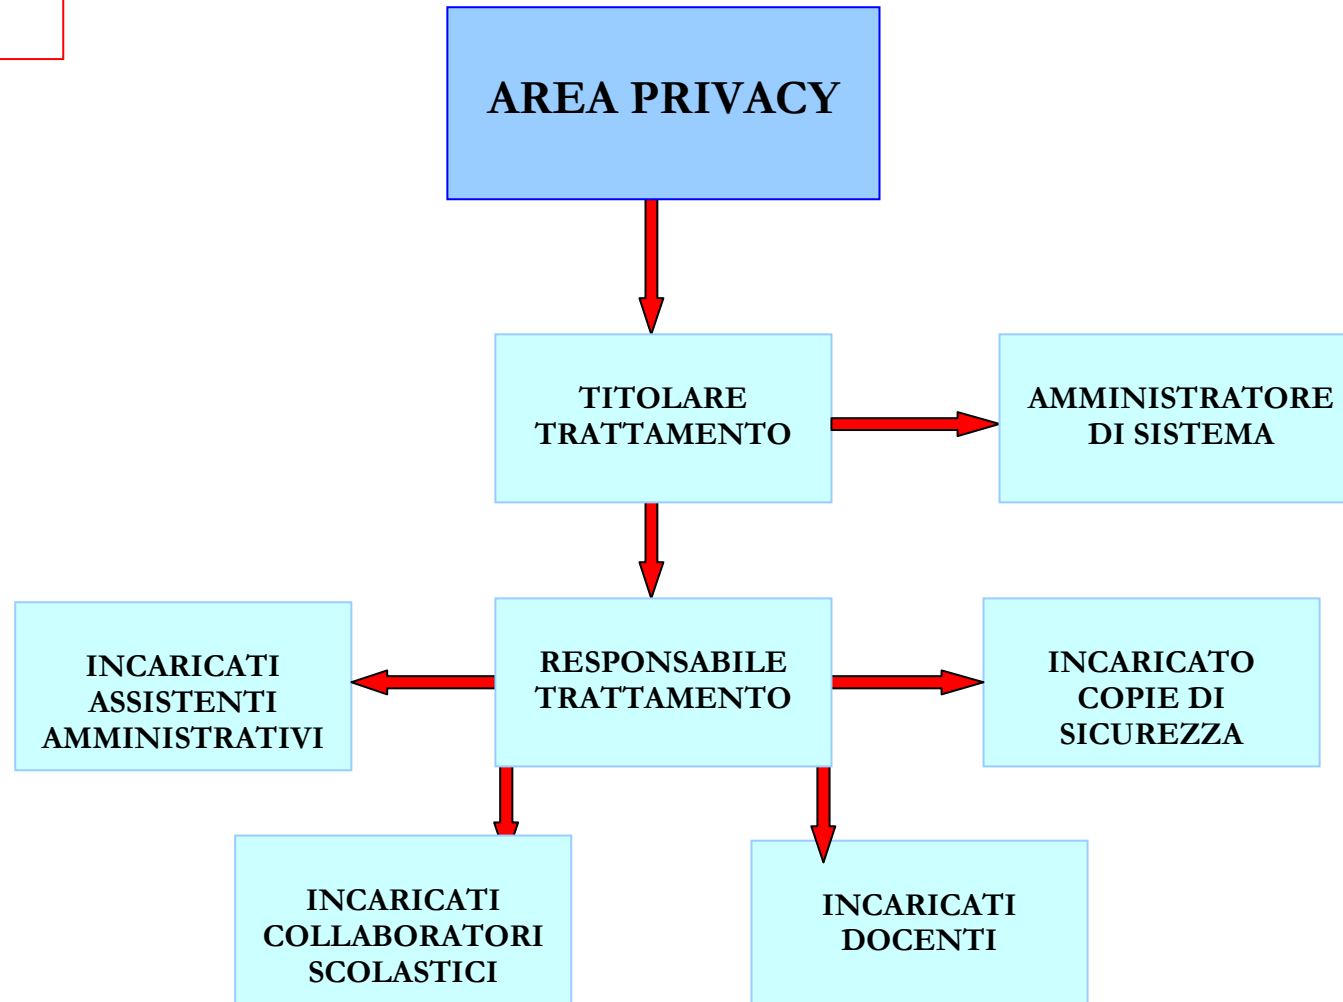 AREA PRIVACY
TITOLARE
TRATTAMENTO
AMMINISTRATORE
DI SISTEMA
INCARICATI
ASSISTENTI
AMMINISTRATIVI
RESPONSABILE
TRATTAMENTO
INCARICATO
COPIE DI
SICUREZZA
INCARICATI
COLLABORATORI
SCOLASTICI
INCARICATI
DOCENTI